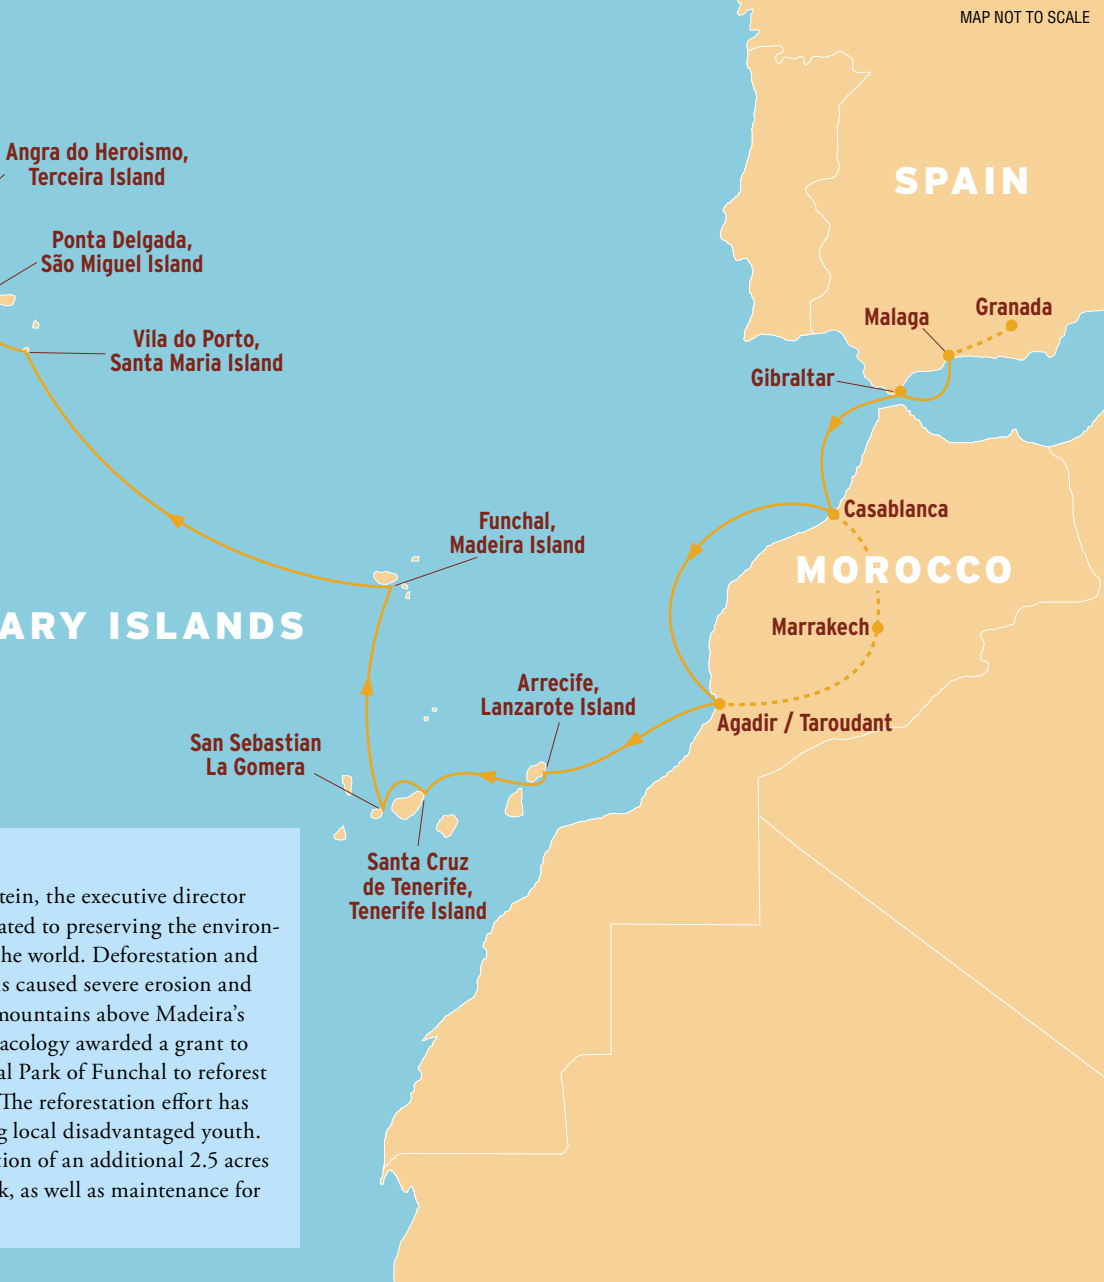 MAP NOT TO SCALE
Angra do Heroismo,
Terceira Island
SPAIN
Ponta Delgada,
São Miguel Island
Granada
Malaga
Vila do Porto,
Santa Maria Island
Gibraltar
Casablanca
Funchal,
Madeira Island
MOROCCO
ARY ISLANDS
Marrakech
Arrecife,
Lanzarote Island
Agadir / Taroudant
San Sebastian
La Gomera
Santa Cruz
de Tenerife,
Tenerife Island
tein, the executive director
ated to preserving the environ-
he world. Deforestation and
s caused severe erosion and
mountains above Madeira’s
acology awarded a grant to
al Park of Funchal to reforest
The reforestation effort has
g local disadvantaged youth.
tion of an additional 2.5 acres
k, as well as maintenance for